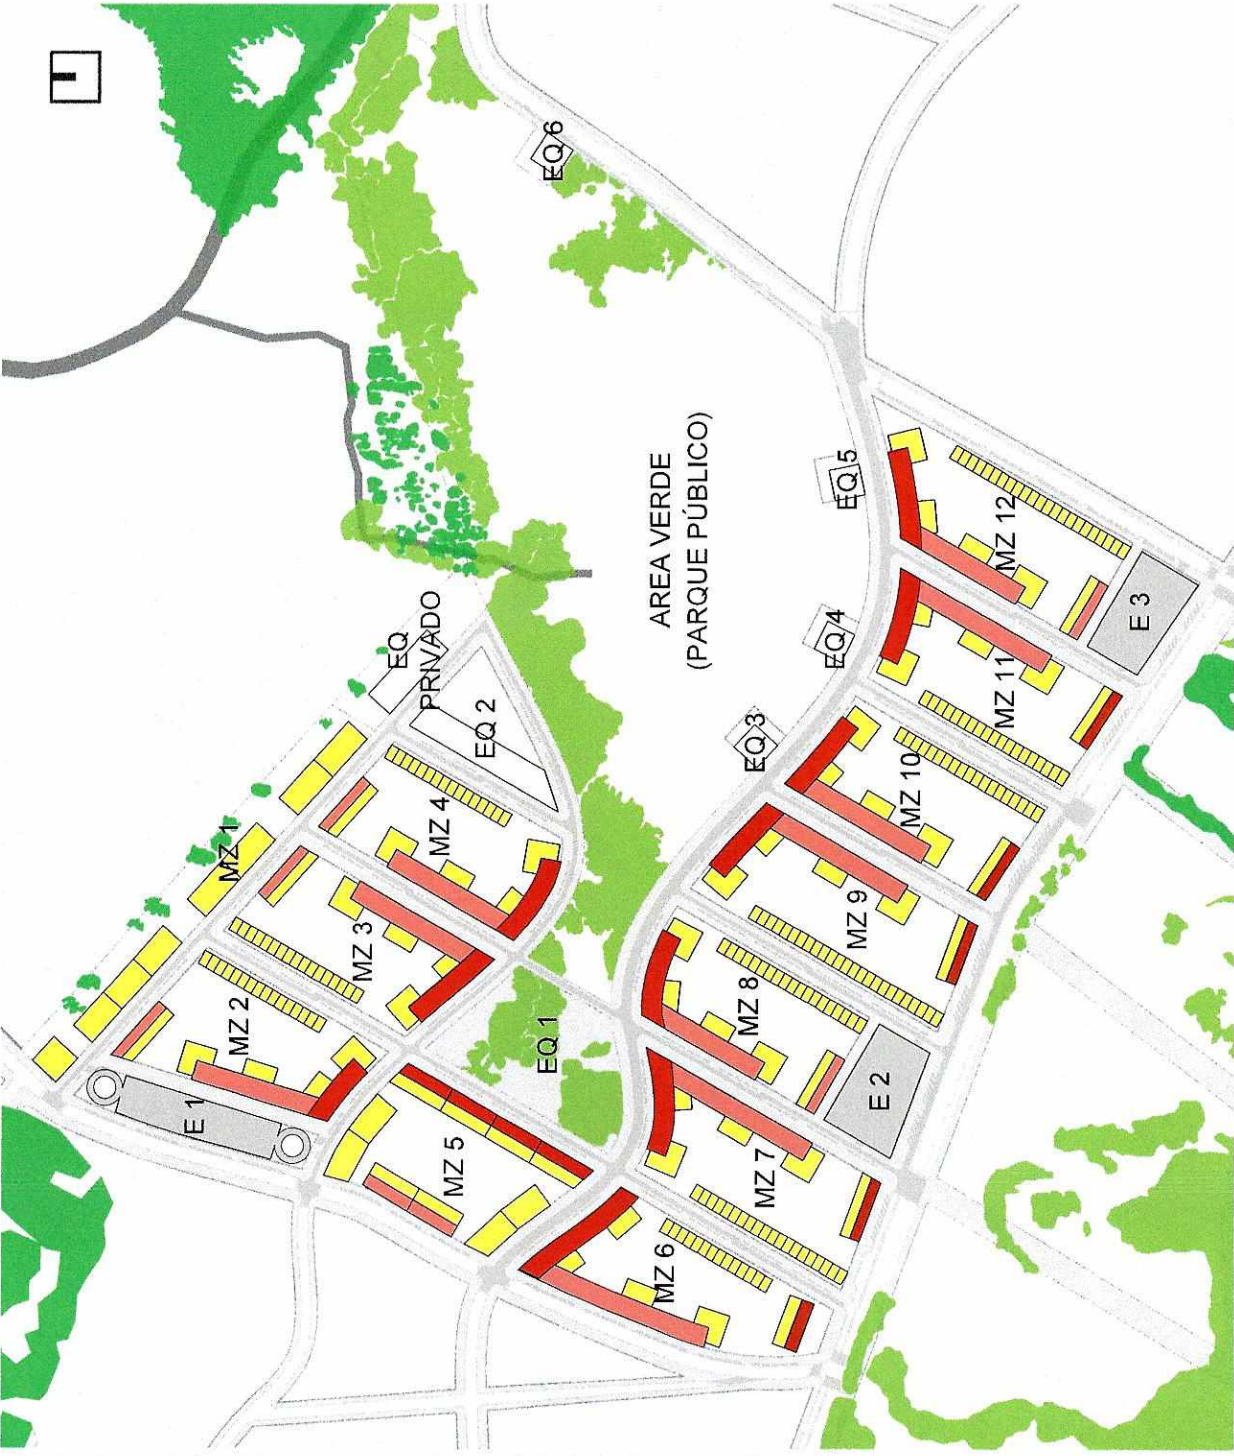 EQ 6
EQ 5
EQ 4
EQ 3
AREA VERDE
(PARQUE PÚBLICO)
EQ
PRIVADO
EQ 2
MZ 1
MZ 4
MZ 3
MZ 2
E 1
EQ 1
MZ 5
MZ 6
MZ 7
MZ 8
E 2
MZ 9
MZ 10
MZ 11
MZ 12
E 3